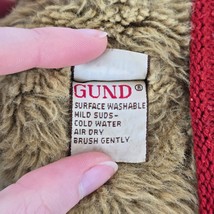 GUND®
SURFACE WASHABLE
MILD SUDS-
COLD WATER
AIR DRY
BRUSH GENTLY